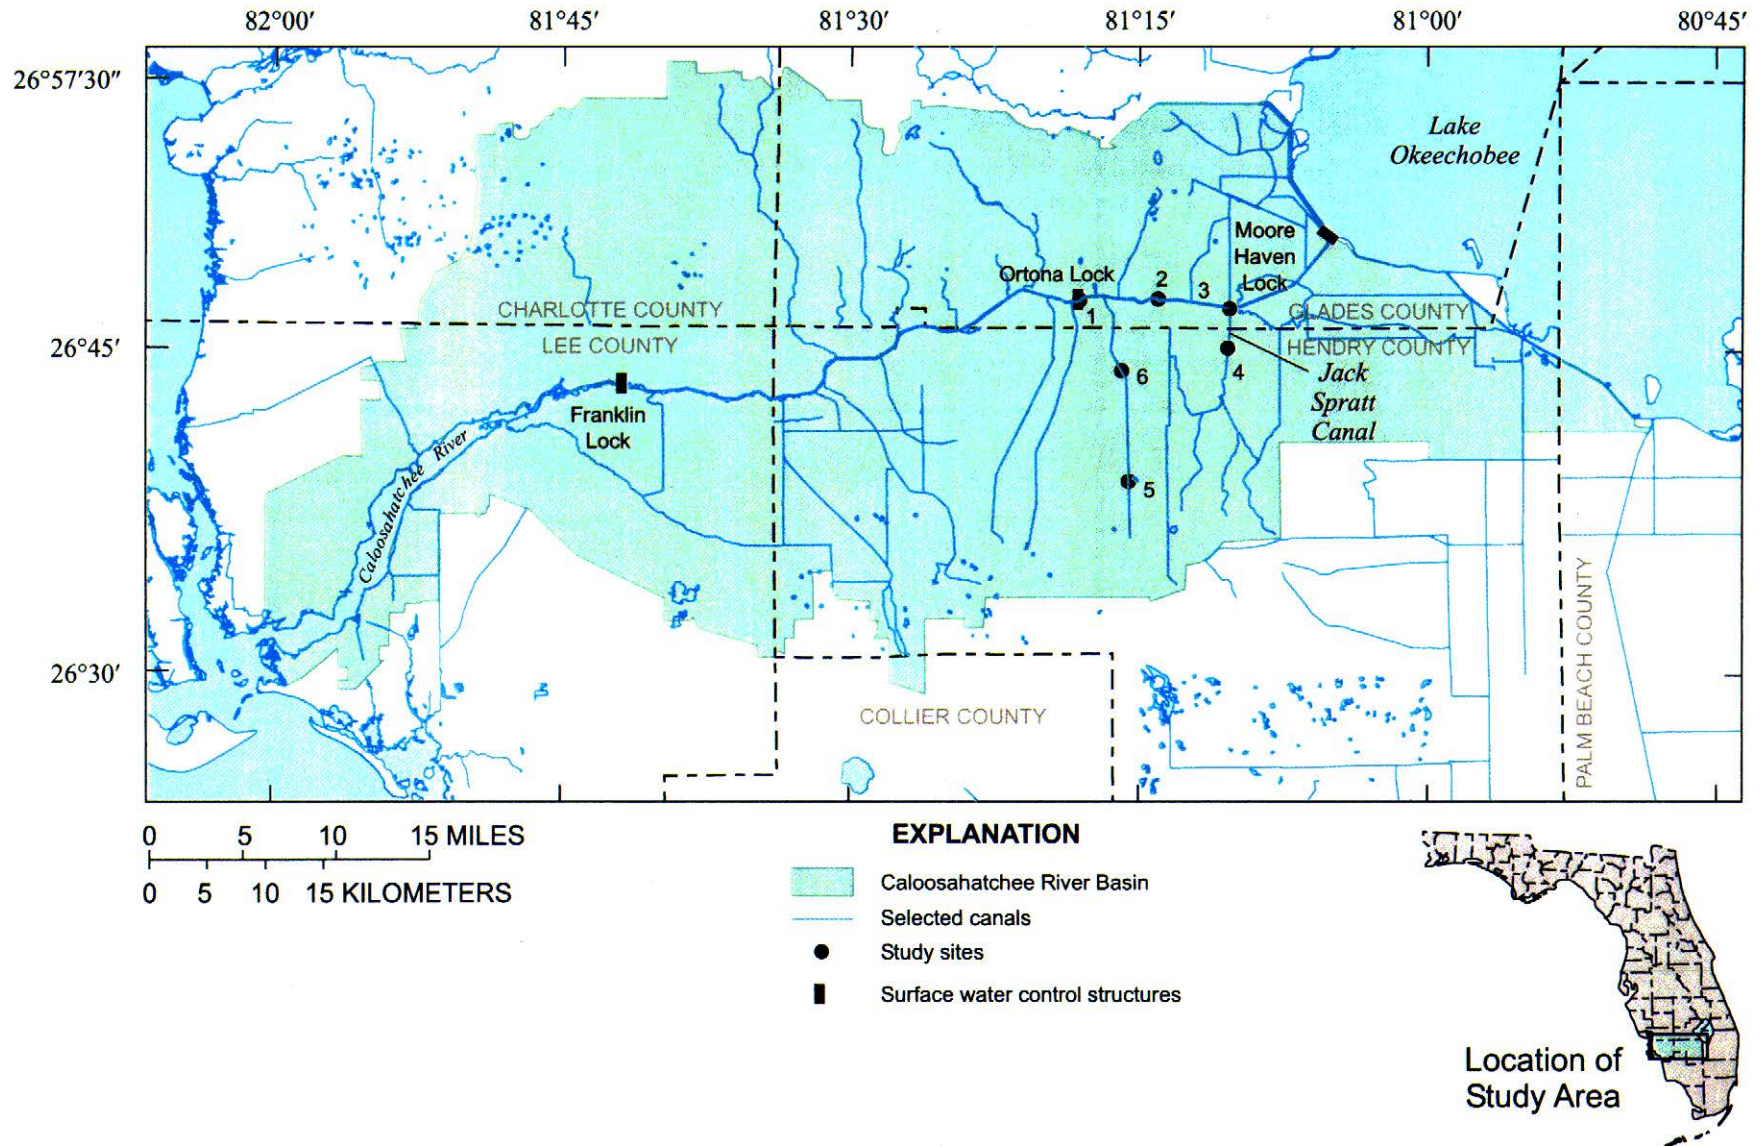 82°00′ 81°45′ 81°30′ 81°15′ 81°00′ 80°45′
26°57′30″
Lake
Okeechobee
Moore
Haven
Lock
Ortona Lock
2
3
1
CHARLOTTE COUNTY
GLADES COUNTY
26°45′
LEE COUNTY
HENDRY COUNTY
6
4
Jack
Spratt
Canal
Franklin
Lock
Caloosahatchee River
5
26°30′
COLLIER COUNTY
PALM BEACH COUNTY
0 5 10 15 MILES
0 5 10 15 KILOMETERS
EXPLANATION
Caloosahatchee River Basin
Selected canals
Study sites
Surface water control structures
Location of
Study Area